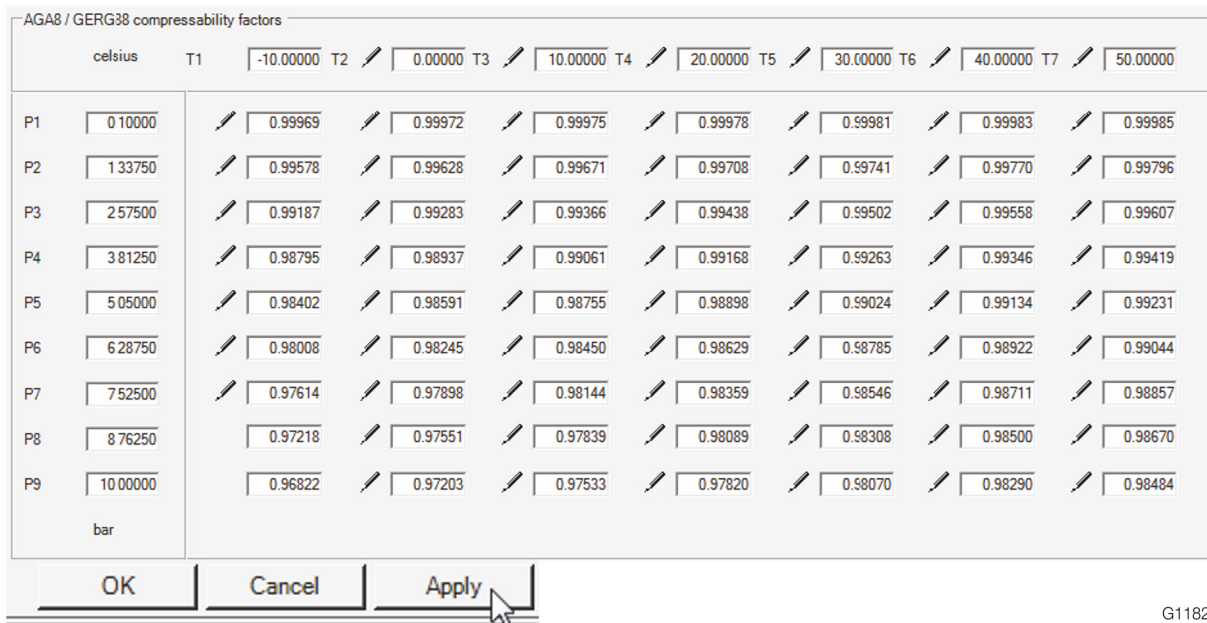 AGA8 / GERG88 compressability factors
celsius T1 -10.00000 T2 0.00000 T3 10.00000 T4 20.00000 T5 30.00000 T6 40.00000 T7 50.00000
P1 0 10000 0.99969 0.99972 0.99975 0.99978 0.99981 0.99983 0.99985
P2 1 33750 0.99578 0.99628 0.99671 0.99708 0.99741 0.99770 0.99796
P3 2 57500 0.99187 0.99283 0.99366 0.99438 0.99502 0.99558 0.99607
P4 3 81250 0.98795 0.98937 0.99061 0.99168 0.99263 0.99346 0.99419
P5 5 05000 0.98402 0.98591 0.98755 0.98898 0.99024 0.99134 0.99231
P6 6 28750 0.98008 0.98245 0.98450 0.98629 0.98785 0.98922 0.99044
P7 7 52500 0.97614 0.97898 0.98144 0.98359 0.98546 0.98711 0.98857
P8 8 76250 0.97218 0.97551 0.97839 0.98089 0.98308 0.98500 0.98670
P9 10 00000 0.96822 0.97203 0.97533 0.97820 0.98070 0.98290 0.98484
bar
OK Cancel Apply
G1182